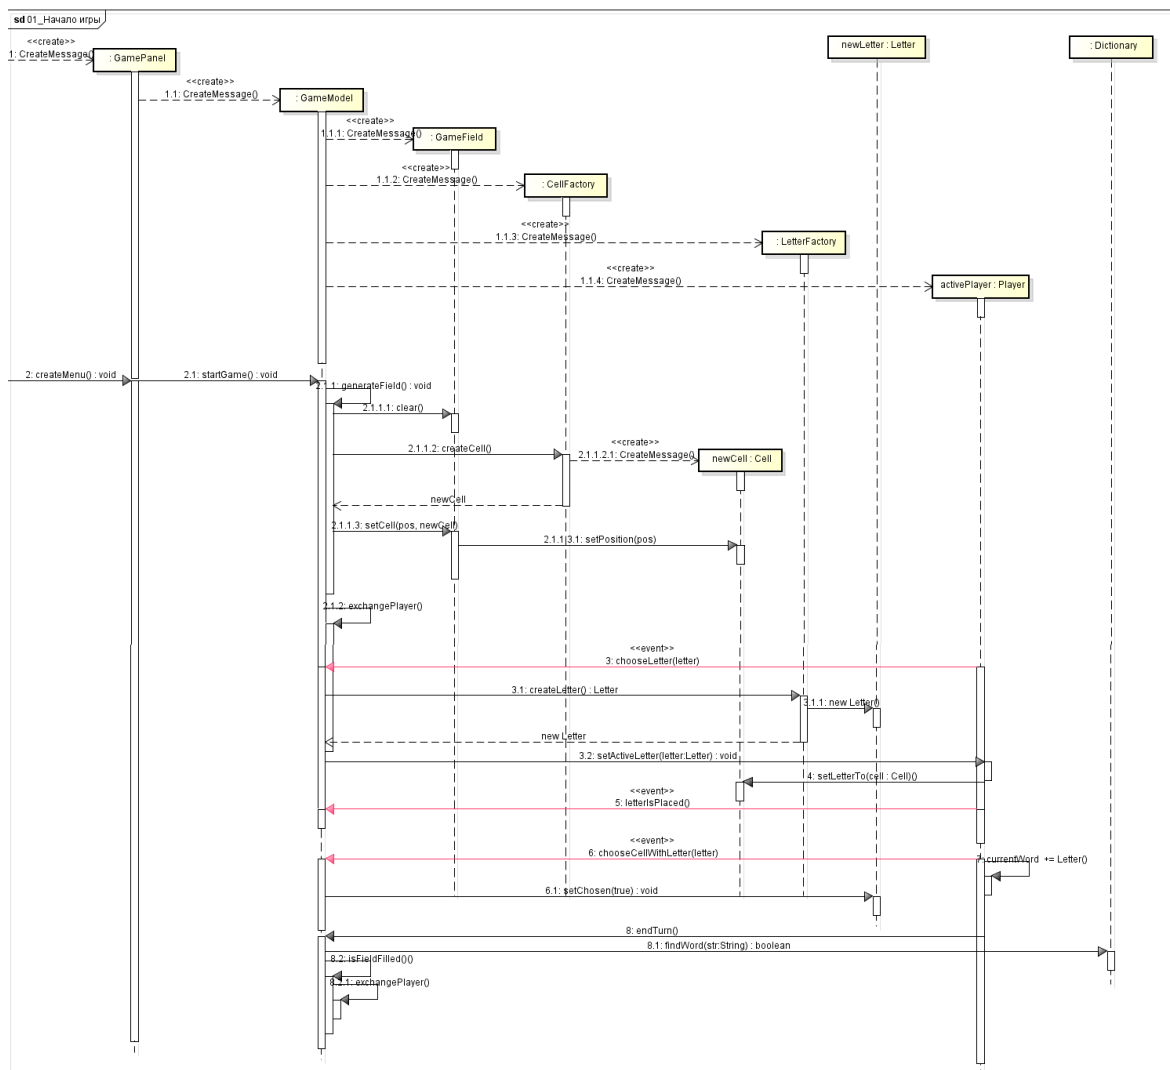 sd 01_Начало игры
<<create>>
1: CreateMessage()
: GamePanel
newLetter : Letter
: Dictionary
<<create>>
1.1: CreateMessage()
: GameModel
<<create>>
1.1.1: CreateMessage()
: GameField
<<create>>
1.1.2: CreateMessage()
: CellFactory
<<create>>
1.1.3: CreateMessage()
: LetterFactory
<<create>>
1.1.4: CreateMessage()
activePlayer : Player
2: createMenu() : void
2.1: startGame() : void
2.1.1: generateField() : void
2.1.1.1: clear()
2.1.1.2: createCell()
<<create>>
2.1.1.2.1: CreateMessage()
newCell : Cell
newCell
2.1.1.3: setCell(pos, newCell)
2.1.1.3.1: setPosition(pos)
2.1.2: exchangePlayer()
<<event>>
3: chooseLetter(letter)
3.1: createLetter() : Letter
3.1.1: new Letter()
new Letter
3.2: setActiveLetter(letter:Letter) : void
4: setLetterTo(cell : Cell)()
<<event>>
5: letterIsPlaced()
<<event>>
6: chooseCellWithLetter(letter)
7: currentWord += Letter()
6.1: setChosen(true) : void
8: endTurn()
8.1: findWord(str:String) : boolean
8.2: isFieldFilled()()
8.2.1: exchangePlayer()